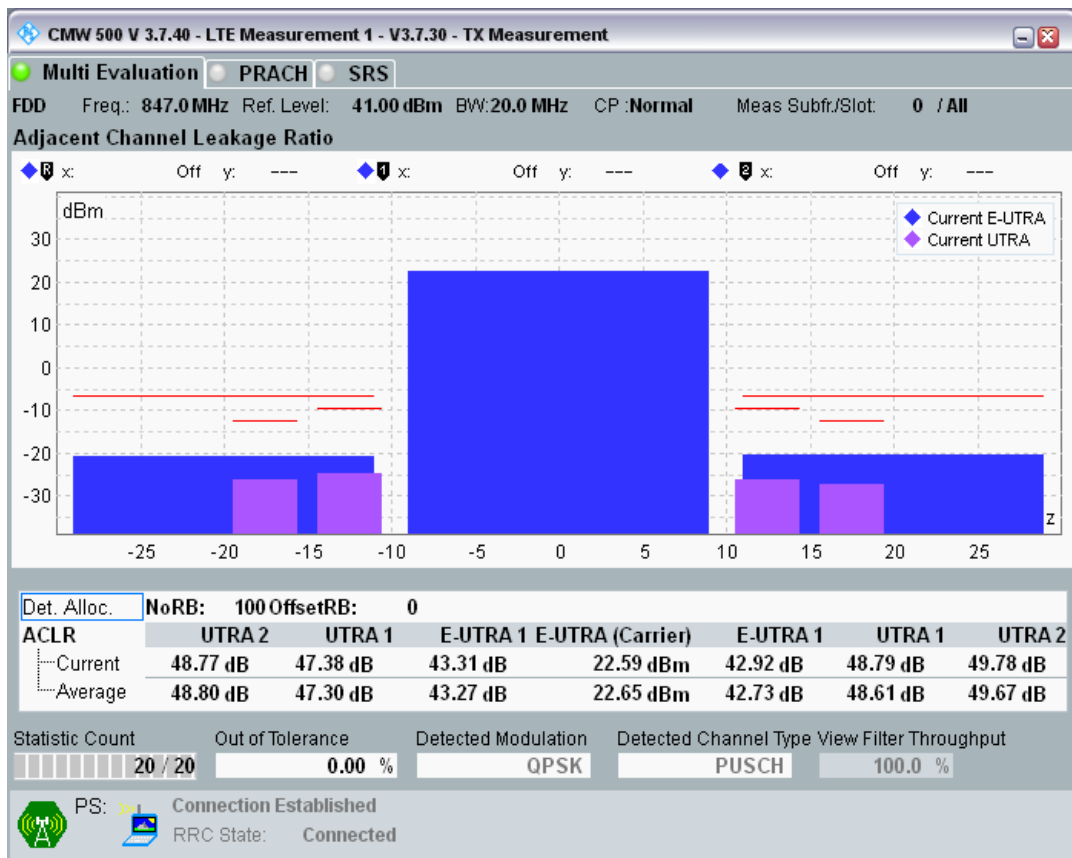 CMW 500 V 3.7.40 - LTE Measurement 1 - V3.7.30 - TX Measurement
Multi Evaluation PRACH SRS
FDD Freq.: 847.0 MHz Ref. Level: 41.00 dBm BW:20.0 MHz CP :Normal Meas Subfr./Slot: 0 / All
Adjacent Channel Leakage Ratio
R x: Off y: --- 1 x: Off y: --- 2 x: Off y: ---
dBm
Current E-UTRA
Current UTRA
30
20
10
0
-10
-20
-30
z
-25 -20 -15 -10 -5 0 5 10 15 20 25
Det. Alloc. NoRB: 100 OffsetRB: 0
ACLR UTRA 2 UTRA 1 E-UTRA 1 E-UTRA (Carrier) E-UTRA 1 UTRA 1 UTRA 2
Current 48.77 dB 47.38 dB 43.31 dB 22.59 dBm 42.92 dB 48.79 dB 49.78 dB
Average 48.80 dB 47.30 dB 43.27 dB 22.65 dBm 42.73 dB 48.61 dB 49.67 dB
Statistic Count Out of Tolerance Detected Modulation Detected Channel Type View Filter Throughput
20 / 20 0.00 % QPSK PUSCH 100.0 %
PS: Connection Established
RRC State: Connected